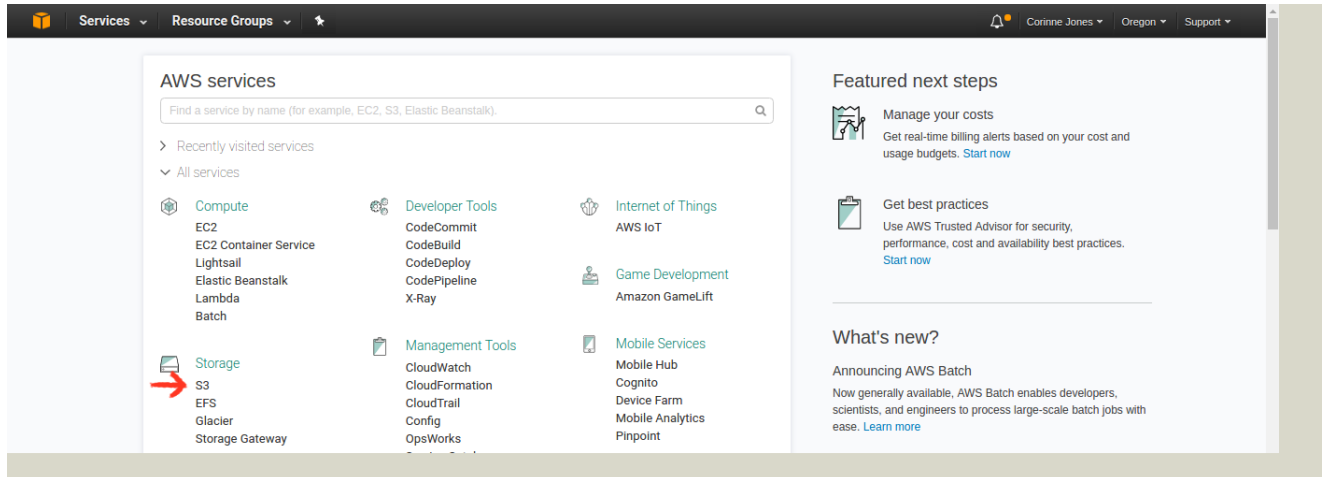 Services Resource Groups Corinne Jones Oregon Support
AWS services
Find a service by name (for example, EC2, S3, Elastic Beanstalk).
Recently visited services
All services
Compute
EC2
EC2 Container Service
Lightsail
Elastic Beanstalk
Lambda
Batch
Storage
S3
EFS
Glacier
Storage Gateway
Developer Tools
CodeCommit
CodeBuild
CodeDeploy
CodePipeline
X-Ray
Management Tools
CloudWatch
CloudFormation
CloudTrail
Config
OpsWorks
Internet of Things
AWS IoT
Game Development
Amazon GameLift
Mobile Services
Mobile Hub
Cognito
Device Farm
Mobile Analytics
Pinpoint
Featured next steps
Manage your costs
Get real-time billing alerts based on your cost and
usage budgets. Start now
Get best practices
Use AWS Trusted Advisor for security,
performance, cost and availability best practices.
Start now
What's new?
Announcing AWS Batch
Now generally available, AWS Batch enables developers,
scientists, and engineers to process large-scale batch jobs with
ease. Learn more